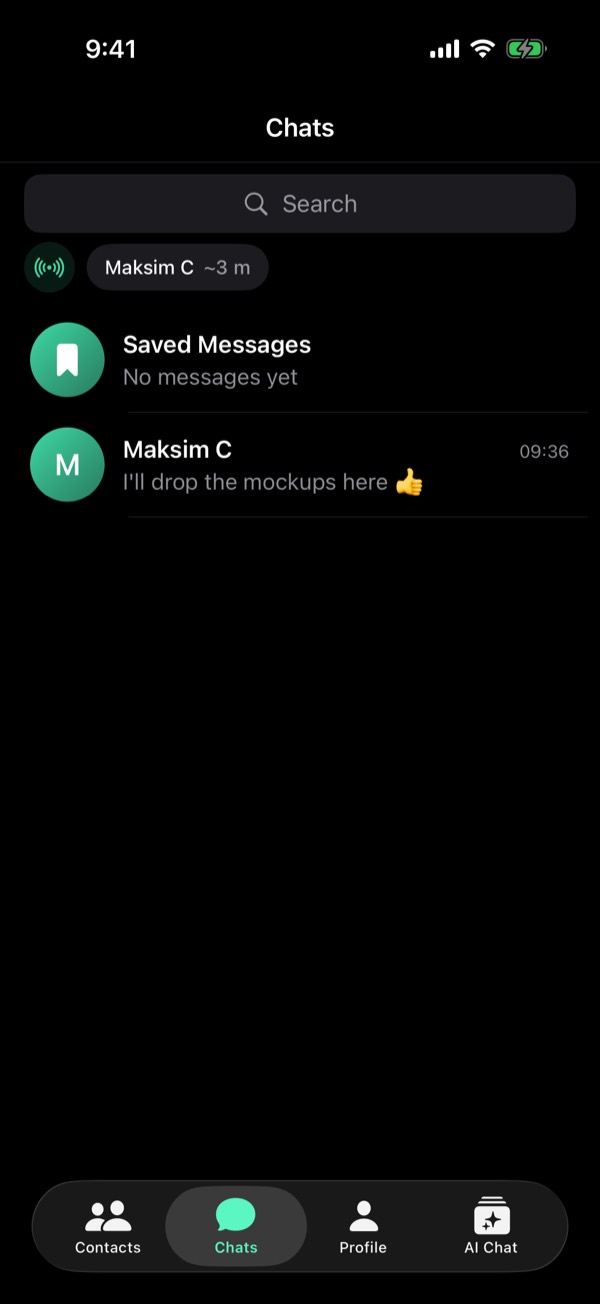 9:41
Chats
Search
Maksim C ~3 m
Saved Messages
No messages yet
M
Maksim C 09:36
I'll drop the mockups here 👍
Contacts Chats Profile AI Chat